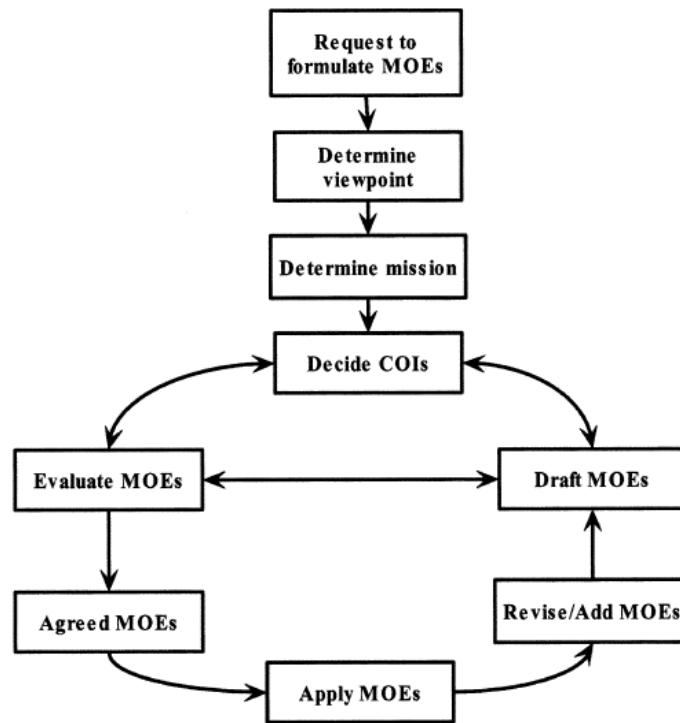 Request to
formulate MOEs
Determine
viewpoint
Determine mission
Decide COIs
Evaluate MOEs
Draft MOEs
Agreed MOEs
Revise/Add MOEs
Apply MOEs